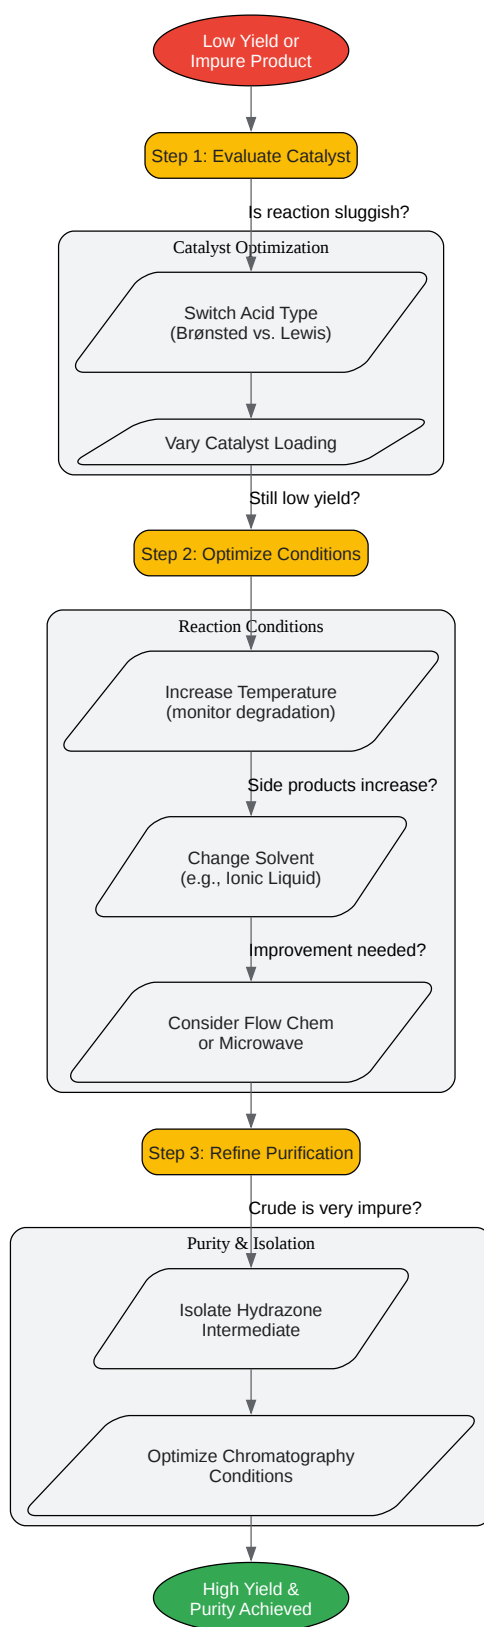 Low Yield or
Impure Product
Step 1: Evaluate Catalyst
Is reaction sluggish?
Catalyst Optimization
Switch Acid Type
(Brønsted vs. Lewis)
Vary Catalyst Loading
Still low yield?
Step 2: Optimize Conditions
Reaction Conditions
Increase Temperature
(monitor degradation)
Side products increase?
Change Solvent
(e.g., Ionic Liquid)
Improvement needed?
Consider Flow Chem
or Microwave
Step 3: Refine Purification
Crude is very impure?
Purity & Isolation
Isolate Hydrazone
Intermediate
Optimize Chromatography
Conditions
High Yield &
Purity Achieved